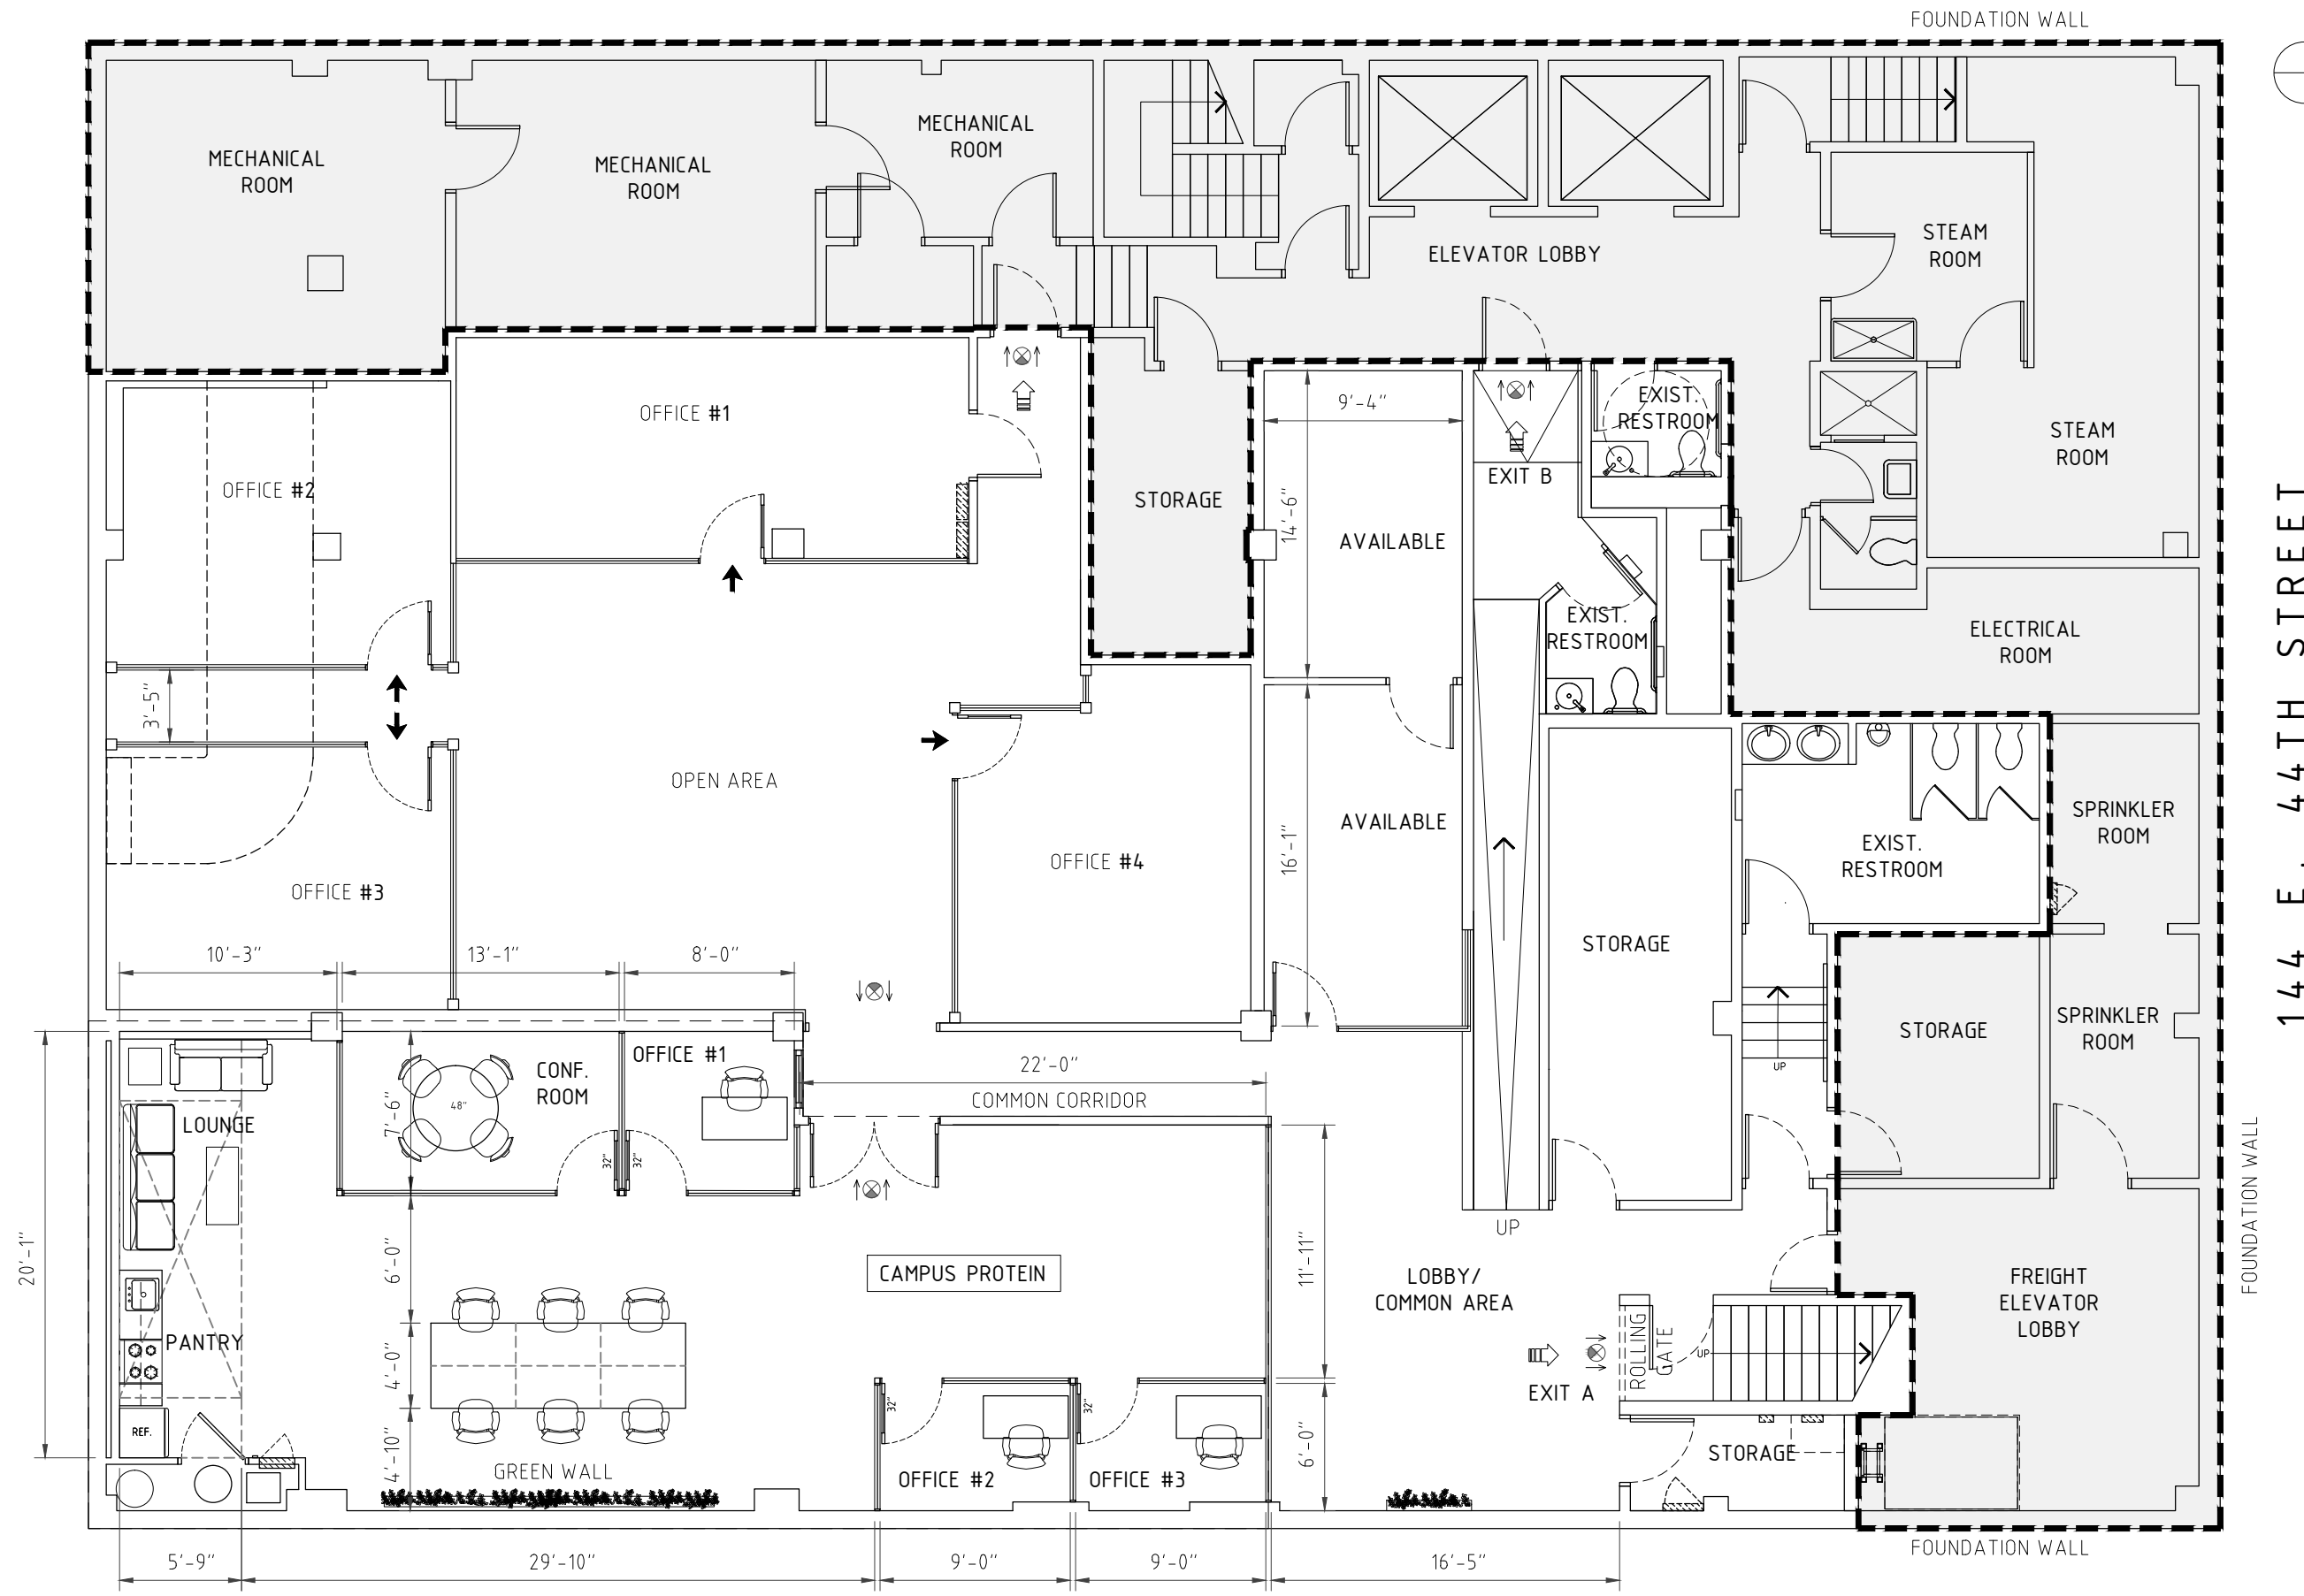 FOUNDATION WALL
MECHANICAL
ROOM
MECHANICAL
ROOM
MECHANICAL
ROOM
ELEVATOR LOBBY
STEAM
ROOM
STEAM
ROOM
OFFICE #1
OFFICE #2
STORAGE
9'-4"
14'-6"
AVAILABLE
EXIT B
EXIST.
RESTROOM
EXIST.
RESTROOM
ELECTRICAL
ROOM
144 E. 44TH STREET
3'-5"
OPEN AREA
OFFICE #3
OFFICE #4
16'-1"
AVAILABLE
STORAGE
EXIST.
RESTROOM
SPRINKLER
ROOM
SPRINKLER
ROOM
STORAGE
UP
10'-3"
13'-1"
8'-0"
22'-0"
COMMON CORRIDOR
LOUNGE
CONF.
ROOM
OFFICE #1
48"
7'-6"
32"
32"
20'-1"
6'-0"
4'-0"
4'-10"
PANTRY
REF.
CAMPUS PROTEIN
11'-11"
6'-0"
UP
LOBBY/
COMMON AREA
EXIT A
ROLLING
GATE
UP
FREIGHT
ELEVATOR
LOBBY
FOUNDATION WALL
STORAGE
GREEN WALL
32"
OFFICE #2
32"
OFFICE #3
FOUNDATION WALL
5'-9"
29'-10"
9'-0"
9'-0"
16'-5"